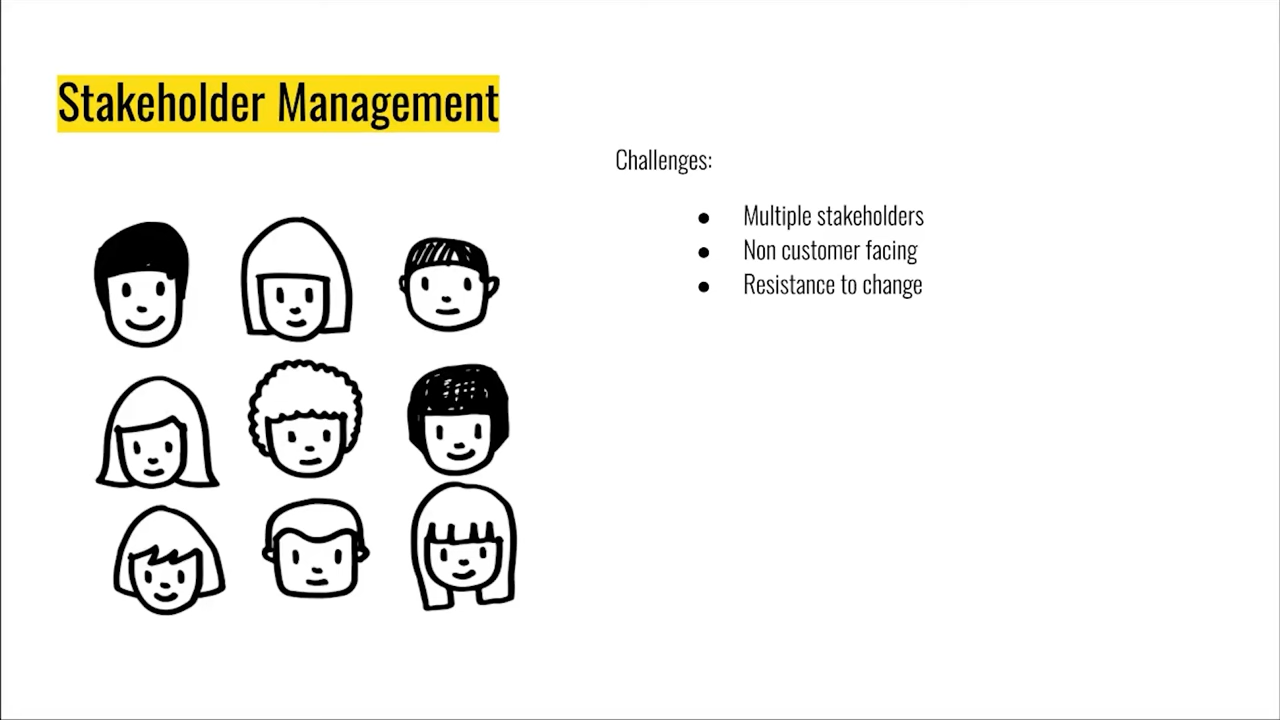 Stakeholder Management
Challenges:
● Multiple stakeholders
● Non customer facing
● Resistance to change